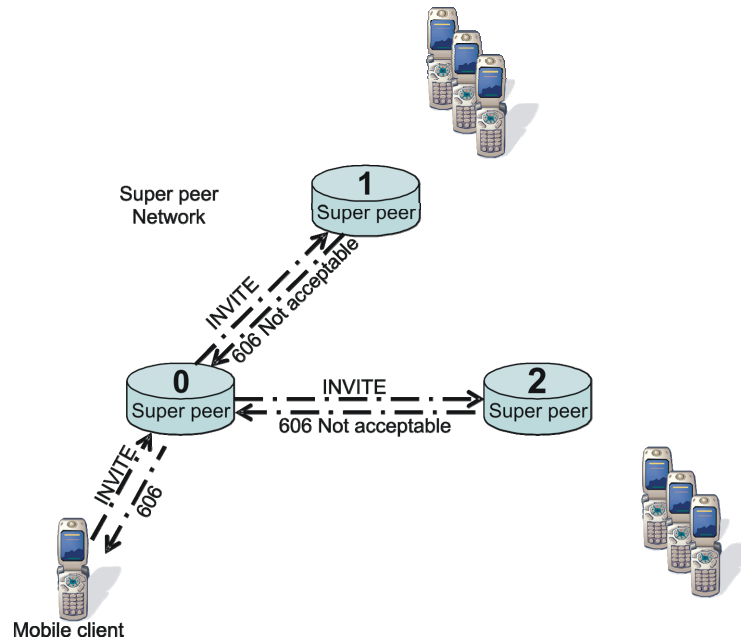 1
Super peer
Super peer
Network
INVITE
606 Not acceptable
0
Super peer
INVITE
606 Not acceptable
2
Super peer
INVITE
606
Mobile client